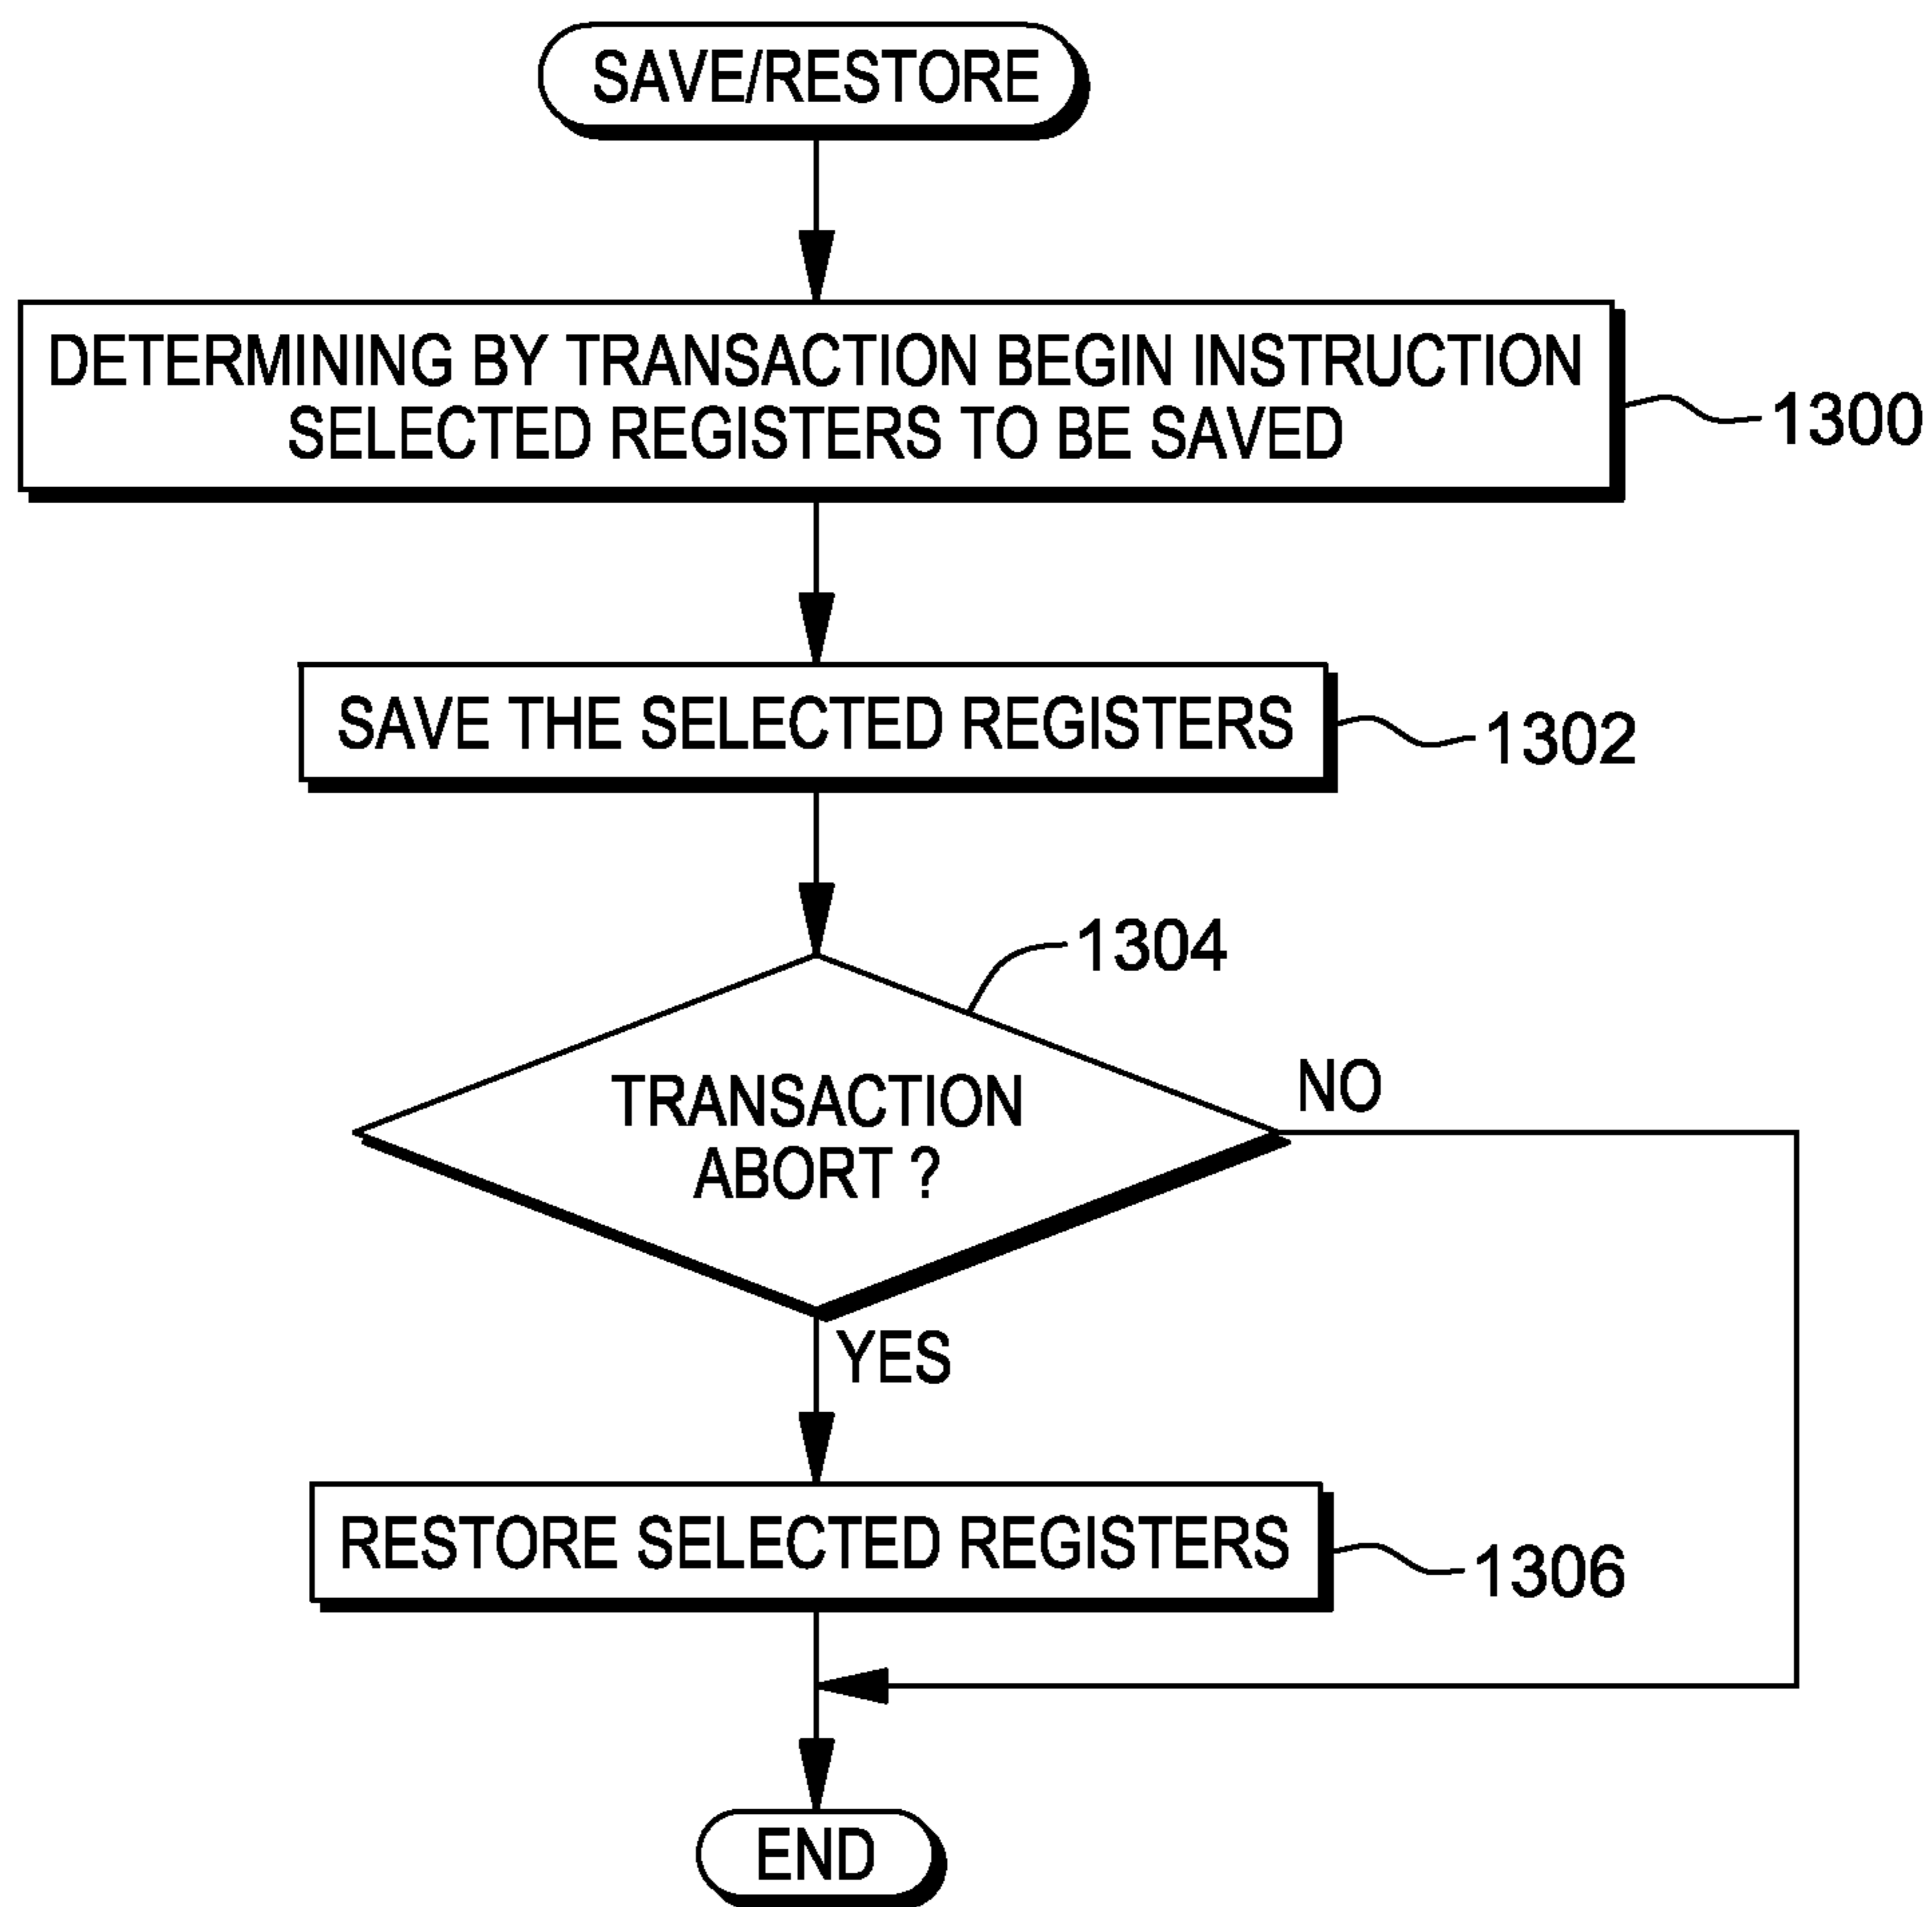 SAVE/RESTORE
DETERMINING BY TRANSACTION BEGIN INSTRUCTION
SELECTED REGISTERS TO BE SAVED
1300
SAVE THE SELECTED REGISTERS
1302
1304
TRANSACTION
ABORT ?
NO
YES
RESTORE SELECTED REGISTERS
1306
END